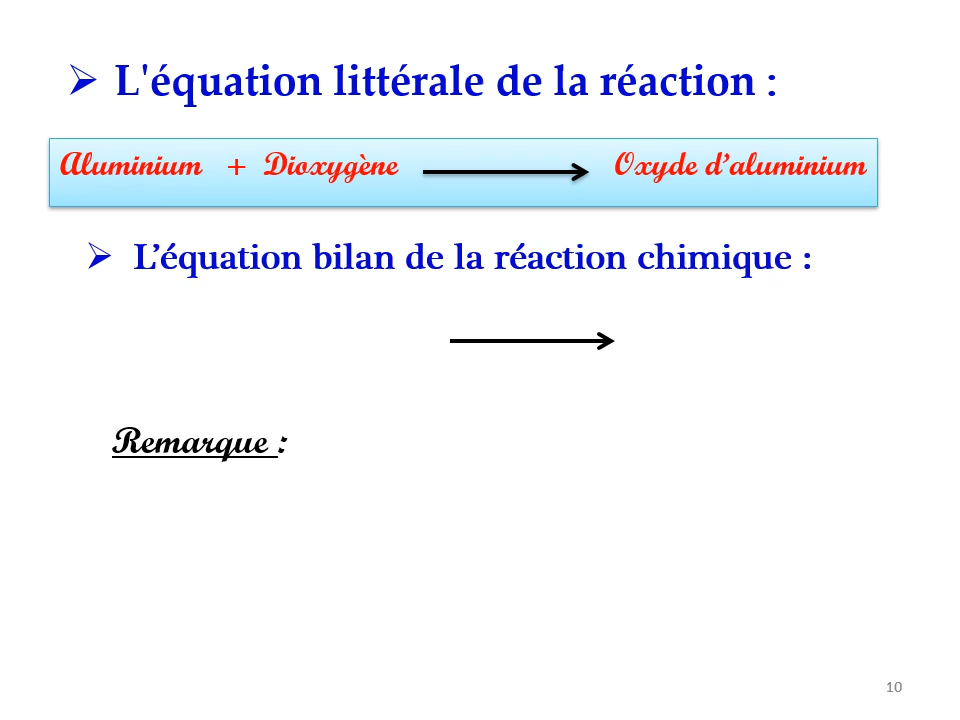 ➢ L'équation littérale de la réaction :
Aluminium + Dioxygène ⟶ Oxyde d’aluminium
➢ L’équation bilan de la réaction chimique :
⟶
Remarque :
10